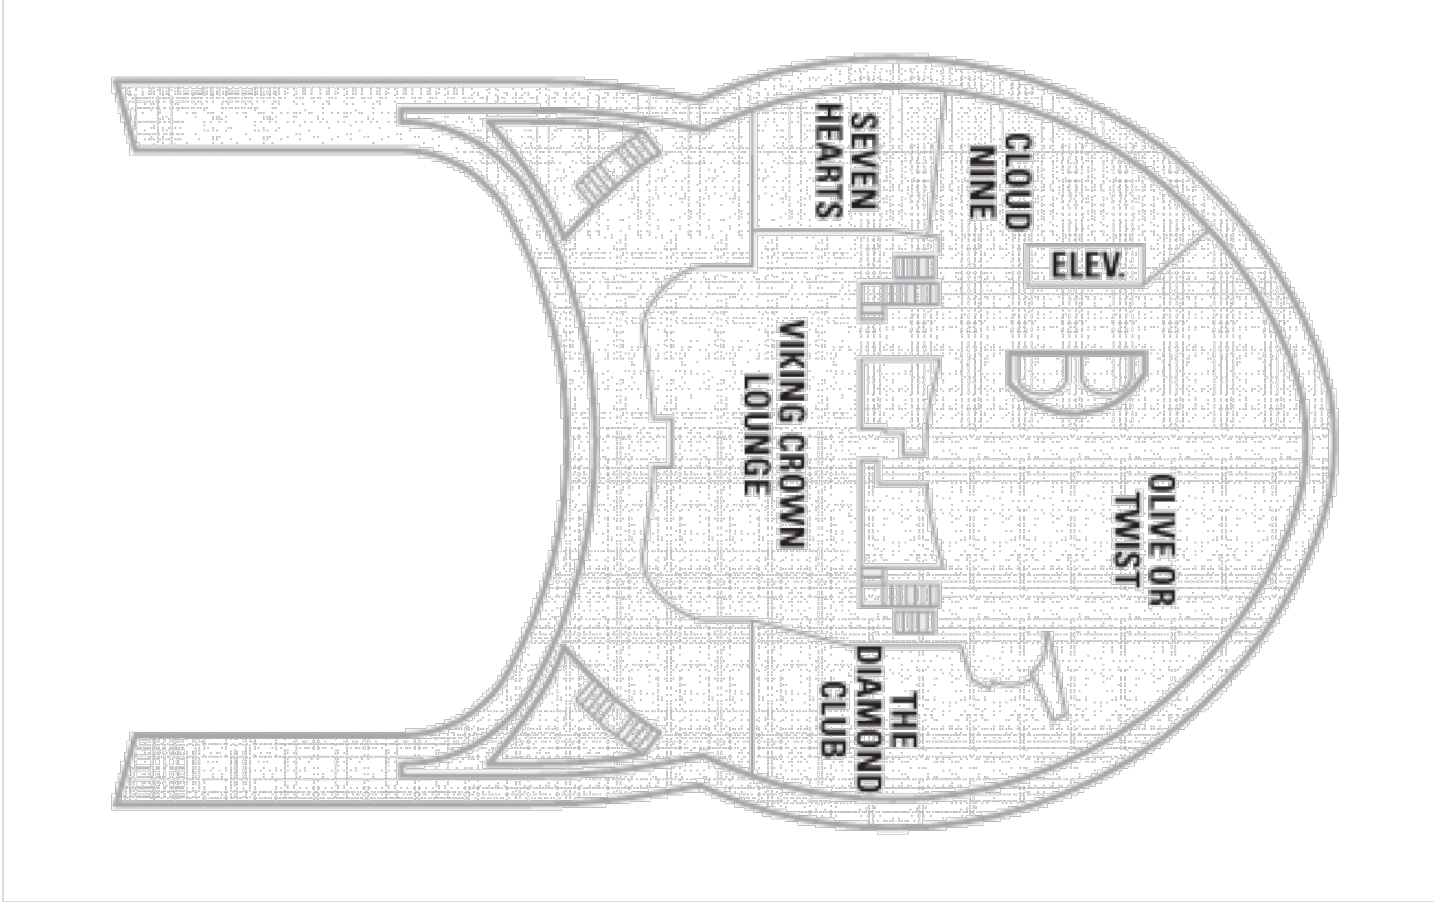 SEVEN
HEARTS
CLOUD
NINE
ELEV.
VIKING CROWN
LOUNGE
OLIVE OR
TWIST
THE
DIAMOND
CLUB